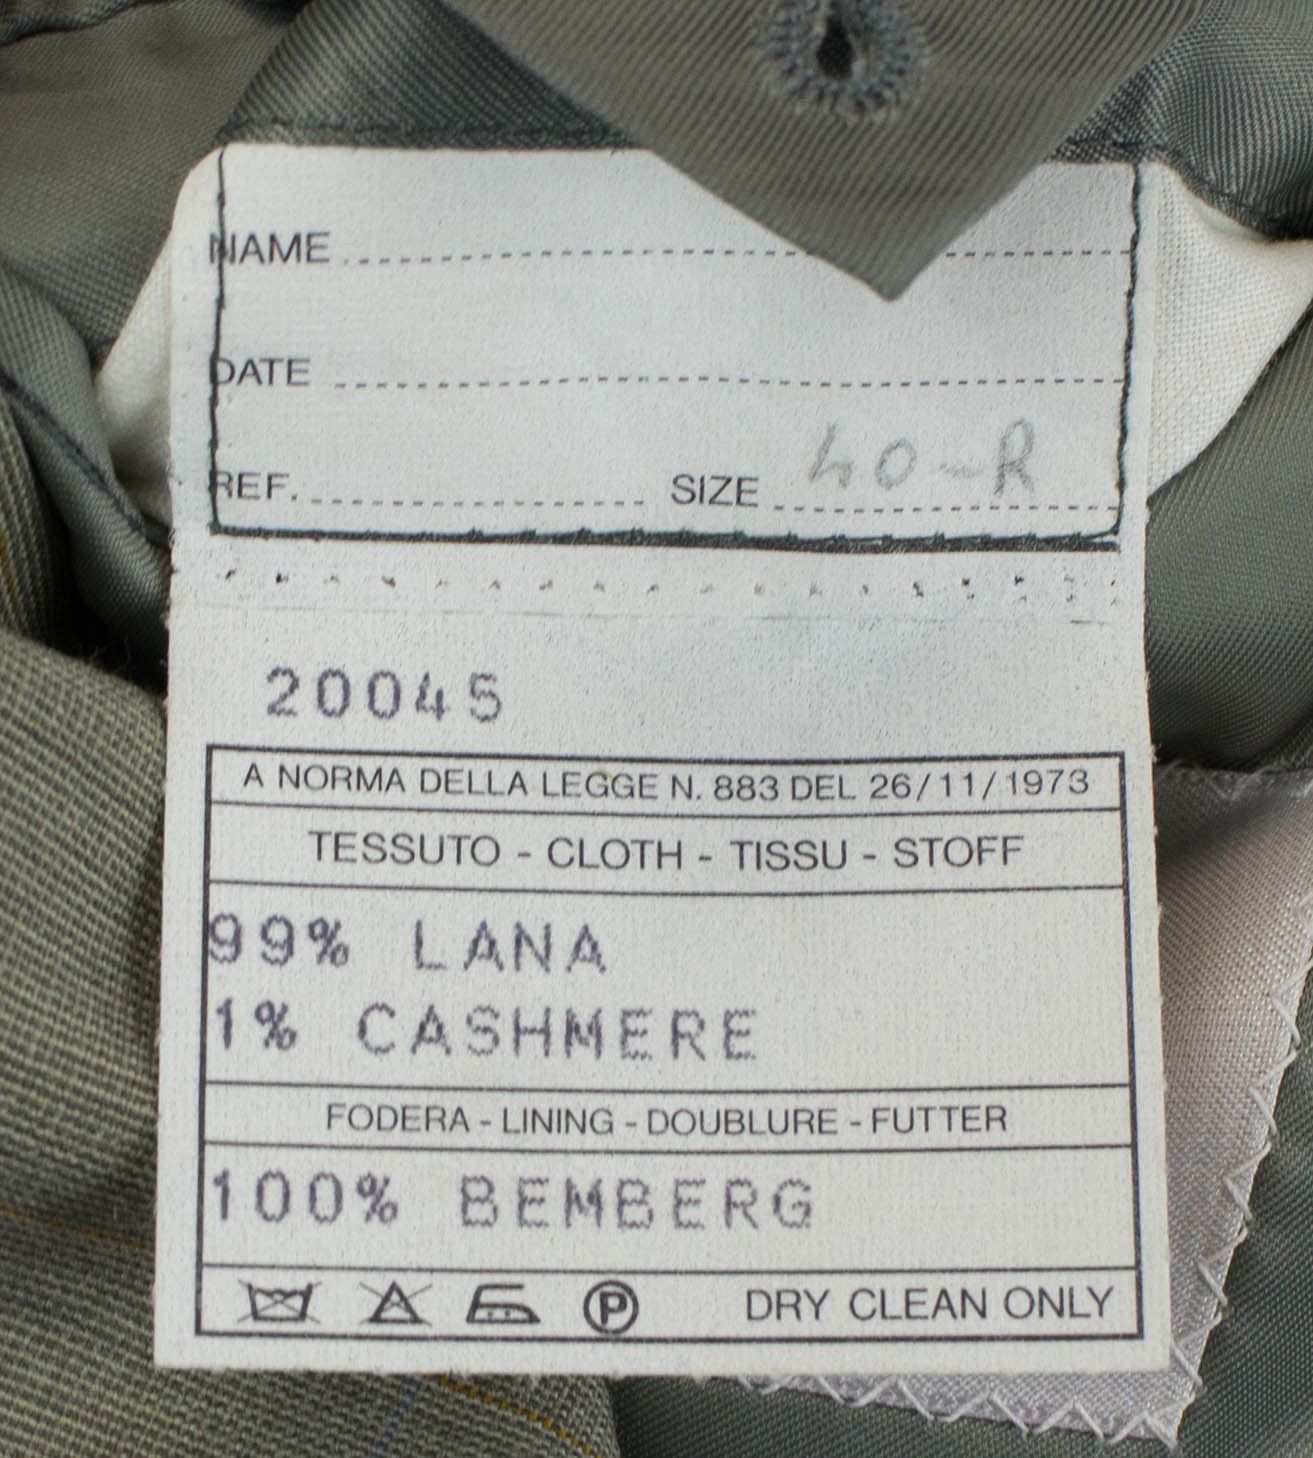 NAME
DATE
REF. SIZE 40-R
20045
A NORMA DELLA LEGGE N. 883 DEL 26/11/1973
TESSUTO - CLOTH - TISSU - STOFF
99% LANA
1% CASHMERE
FODERA - LINING - DOUBLURE - FUTTER
100% BEMBERG
P DRY CLEAN ONLY